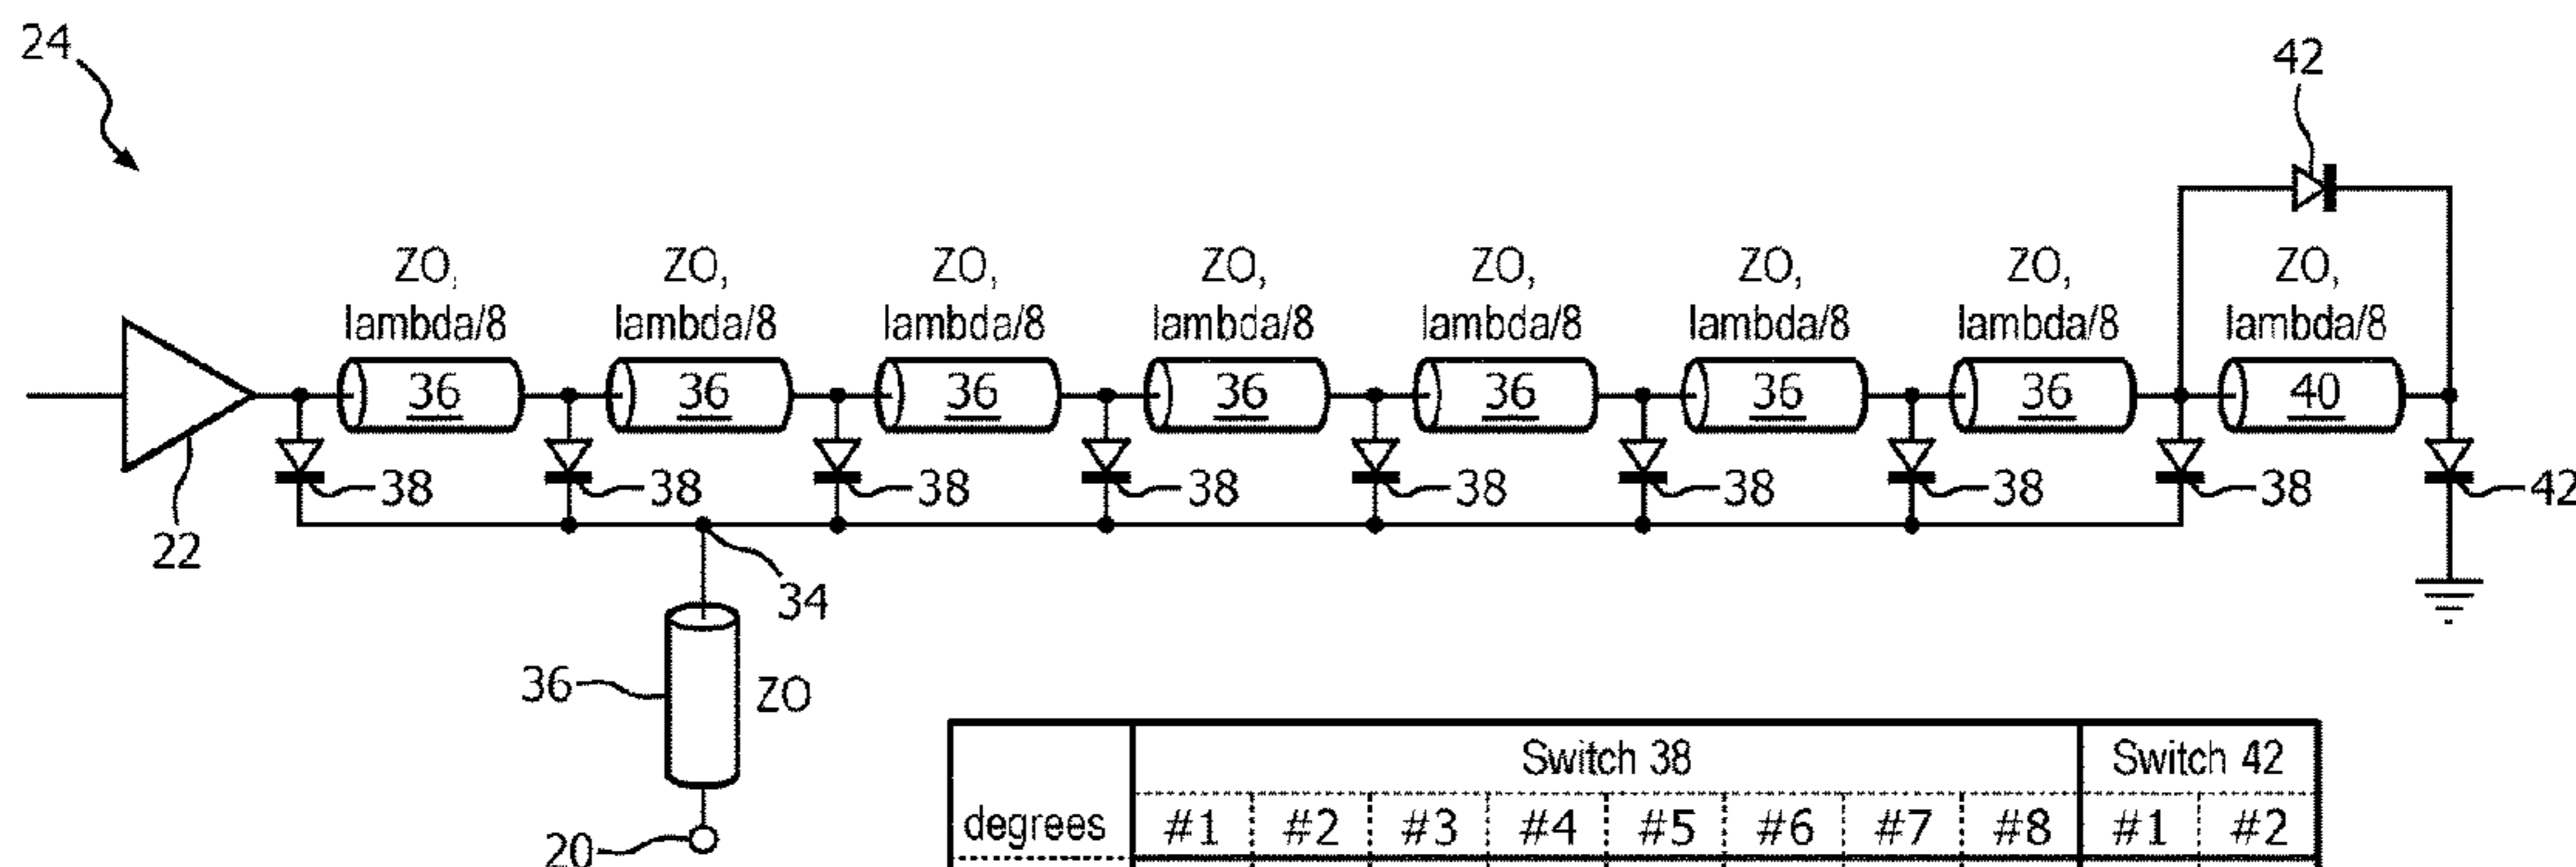 24
42
ZO, ZO, ZO, ZO, ZO, ZO, ZO, ZO,
lambda/8 lambda/8 lambda/8 lambda/8 lambda/8 lambda/8 lambda/8 lambda/8
36 36 36 36 36 36 36 40
38 38 38 38 38 38 38 38 42
22
34
36 ZO
20
Switch 38 Switch 42
degrees #1 #2 #3 #4 #5 #6 #7 #8 #1 #2